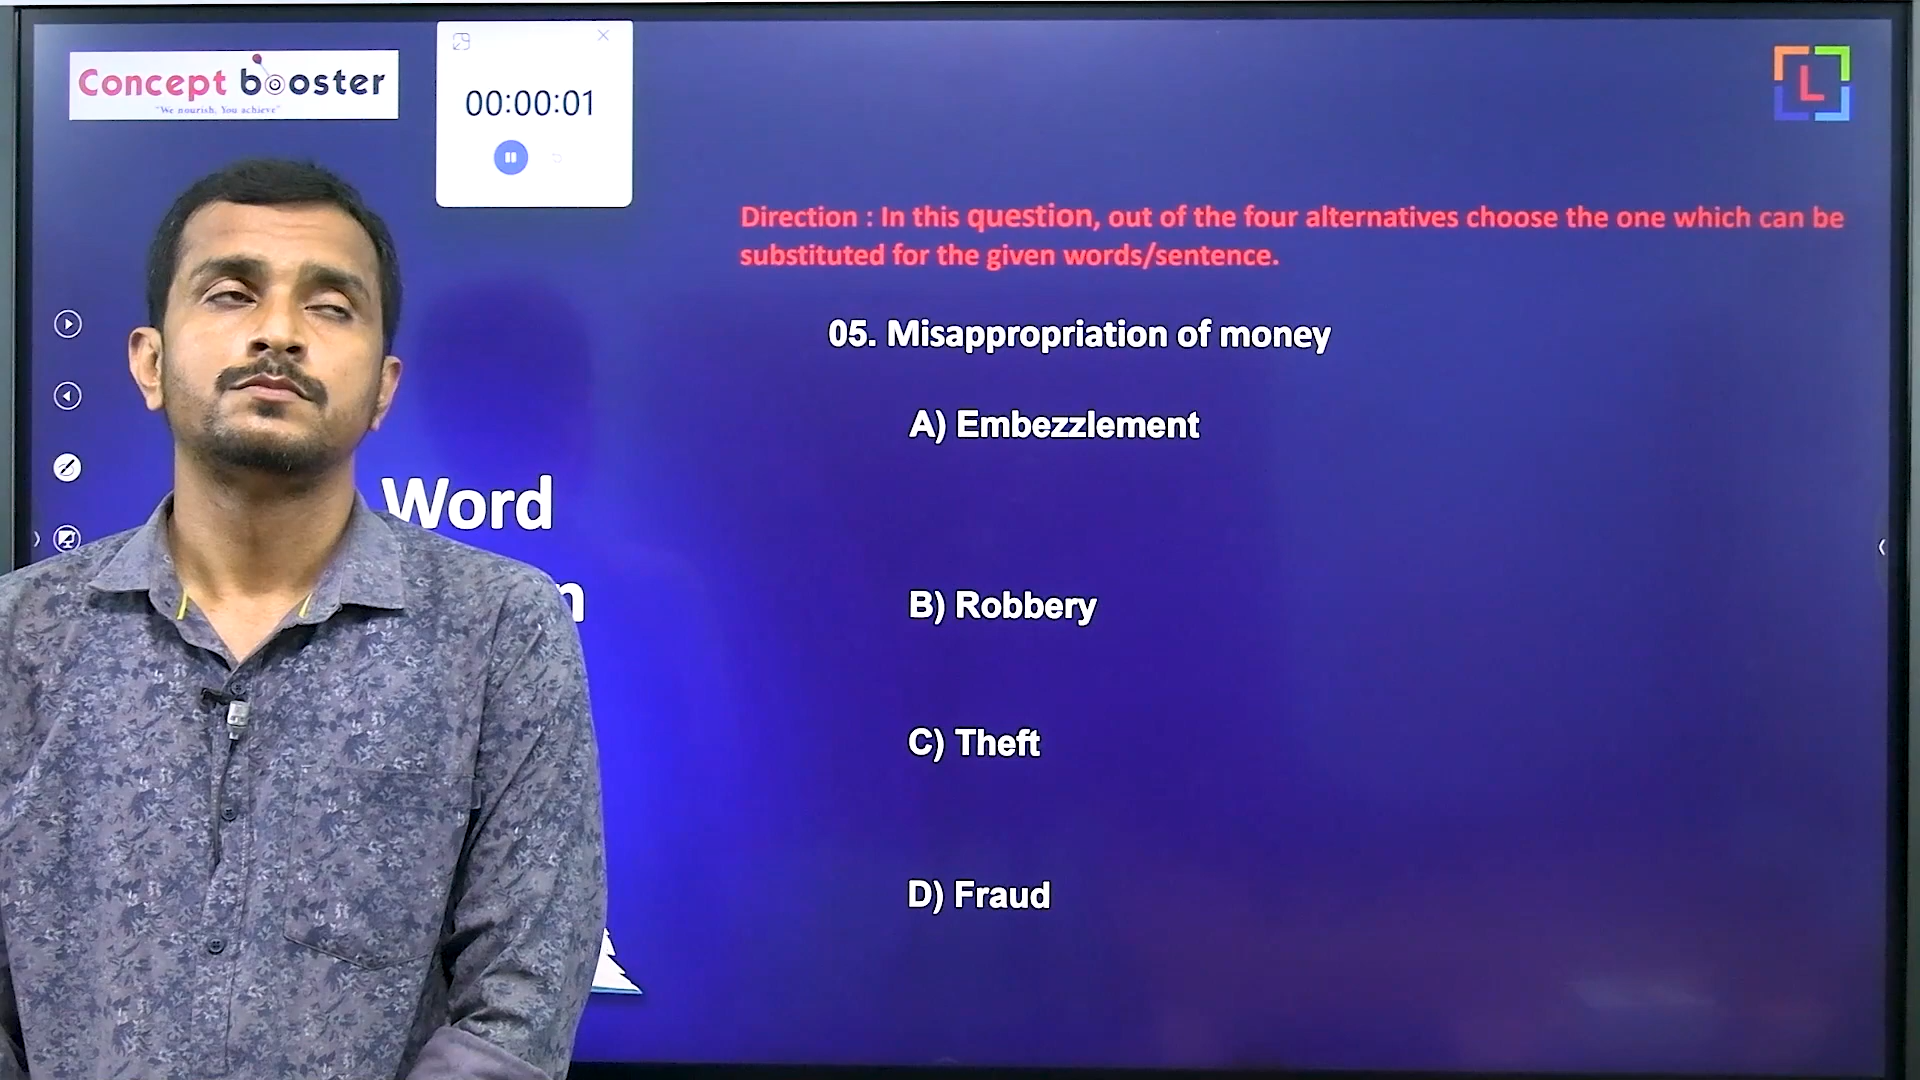 Concept booster
"We nourish, You achieve"
00:00:01
L
Direction : In this question, out of the four alternatives choose the one which can be
substituted for the given words/sentence.
05. Misappropriation of money
A) Embezzlement
Word
B) Robbery
C) Theft
D) Fraud